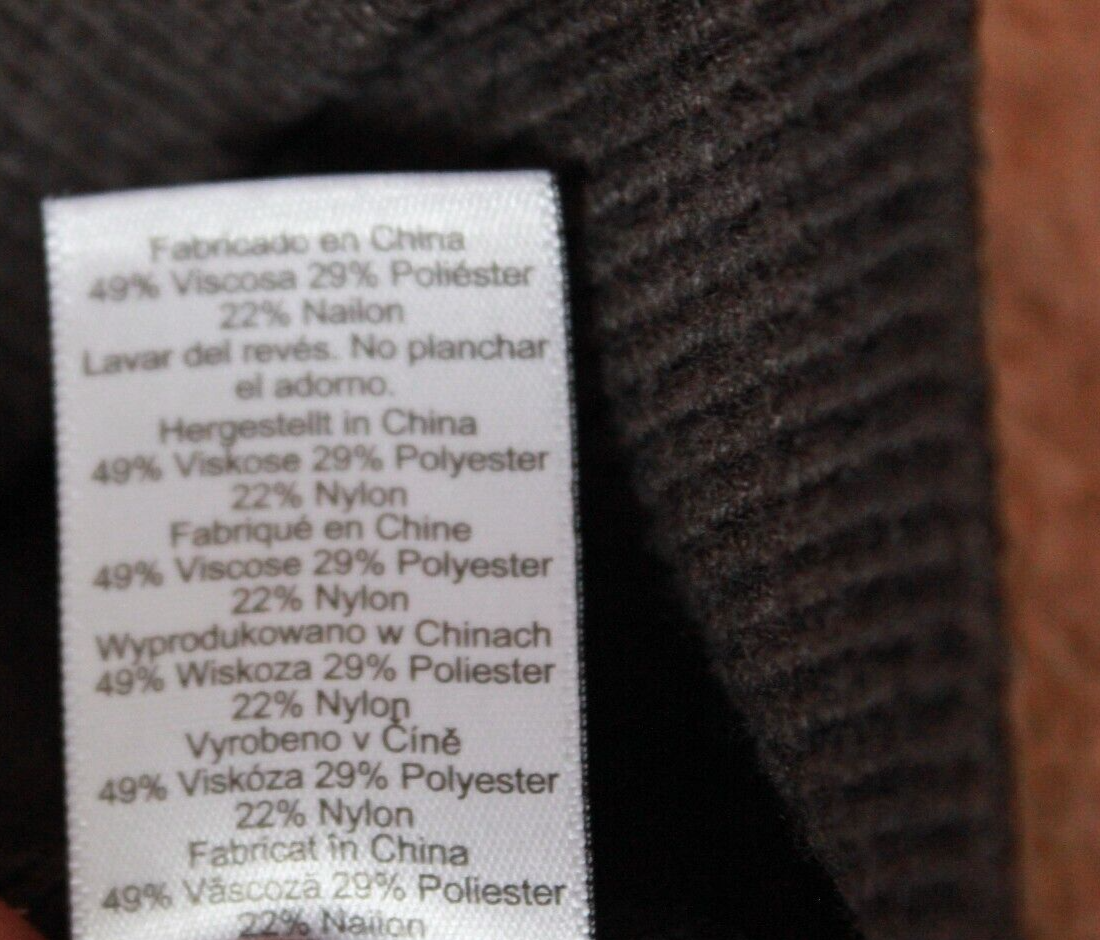 Fabricado en China
49% Viscosa 29% Poliéster
22% Nailon
Lavar del revés. No planchar
el adorno.
Hergestellt in China
49% Viskose 29% Polyester
22% Nylon
Fabriqué en Chine
49% Viscose 29% Polyester
22% Nylon
Wyprodukowano w Chinach
49% Wiskoza 29% Poliester
22% Nylon
Vyrobeno v Číně
49% Viskóza 29% Polyester
22% Nylon
Fabricat în China
49% Văscoză 29% Poliester
22% Nailon